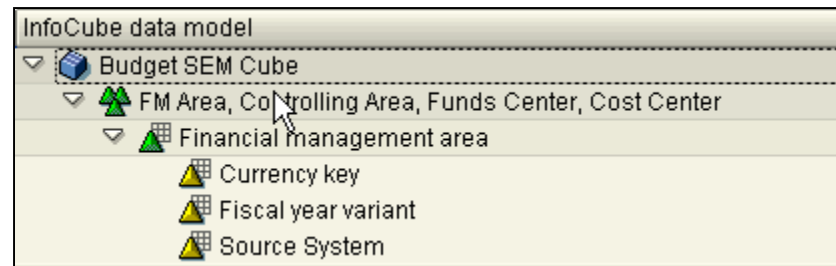 InfoCube data model
Budget SEM Cube
FM Area, Controlling Area, Funds Center, Cost Center
Financial management area
Currency key
Fiscal year variant
Source System